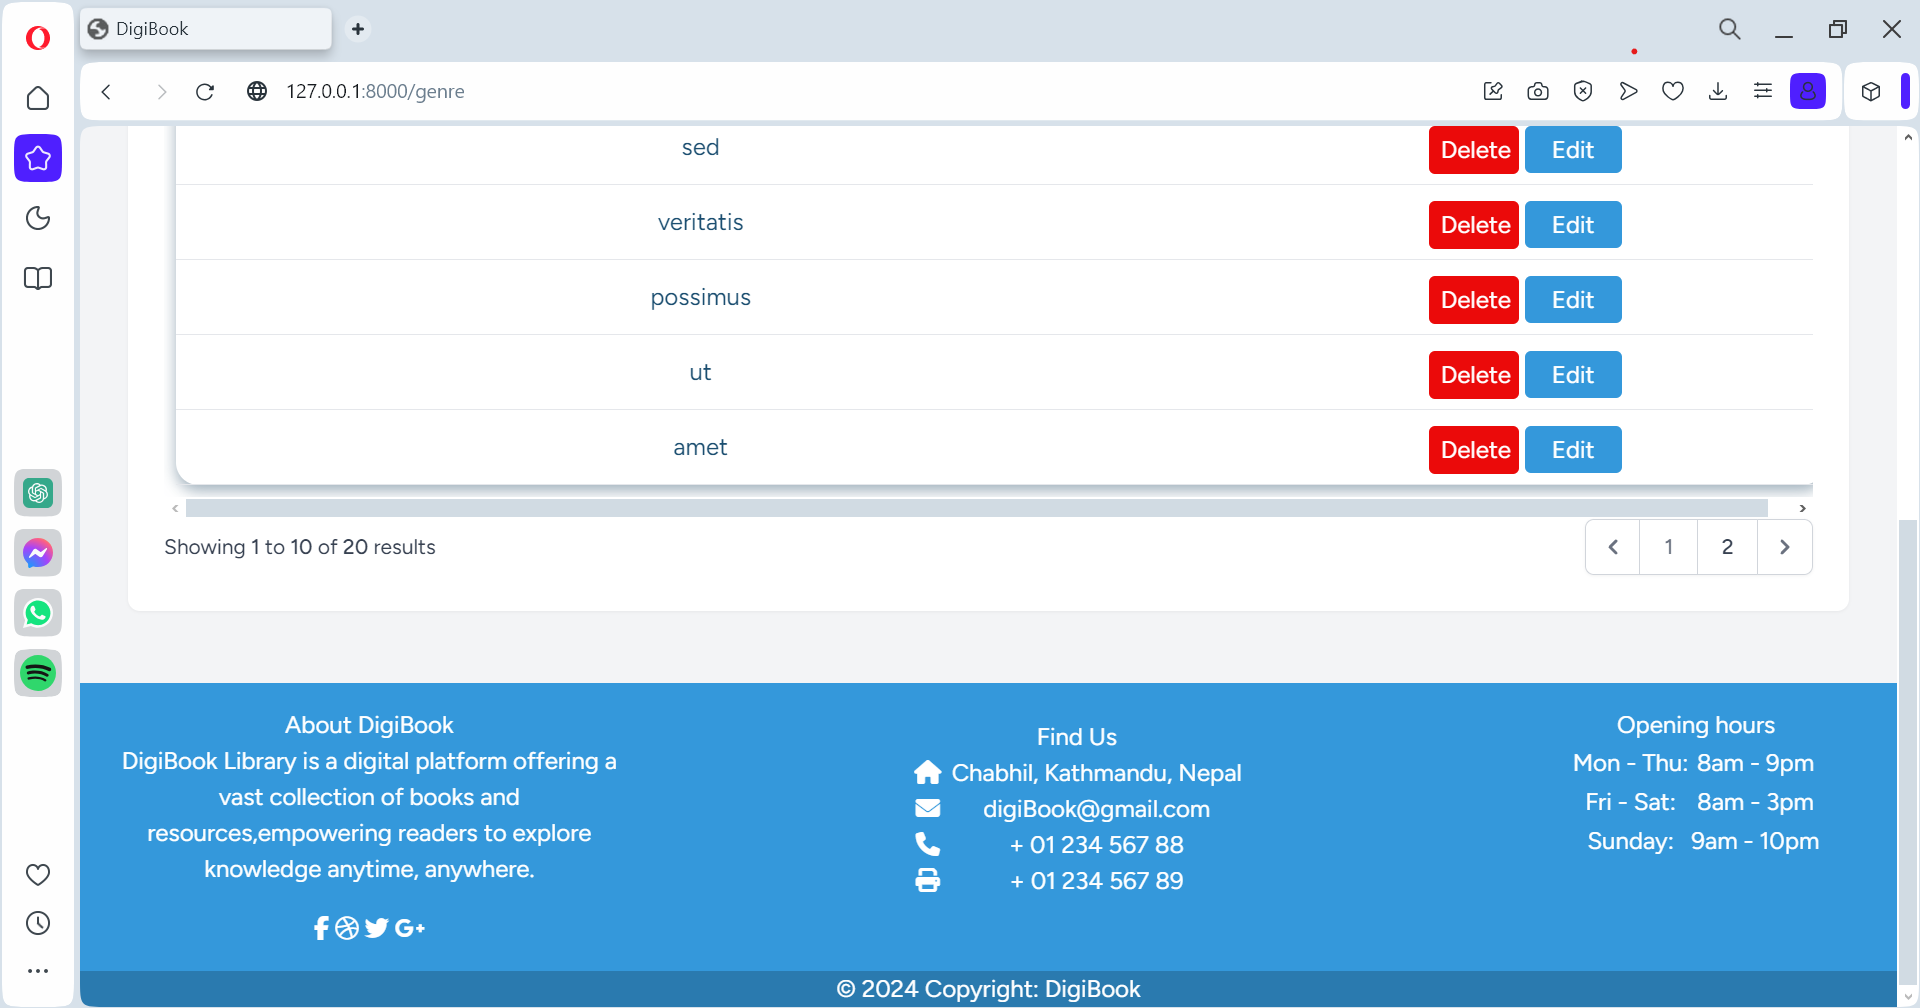 DigiBook
127.0.0.1:8000/genre
sed Delete Edit
veritatis Delete Edit
possimus Delete Edit
ut Delete Edit
amet Delete Edit
Showing 1 to 10 of 20 results
1 2
About DigiBook
DigiBook Library is a digital platform offering a
vast collection of books and
resources,empowering readers to explore
knowledge anytime, anywhere.
Find Us
Chabhil, Kathmandu, Nepal
digiBook@gmail.com
+ 01 234 567 88
+ 01 234 567 89
Opening hours
Mon - Thu: 8am - 9pm
Fri - Sat: 8am - 3pm
Sunday: 9am - 10pm
© 2024 Copyright: DigiBook